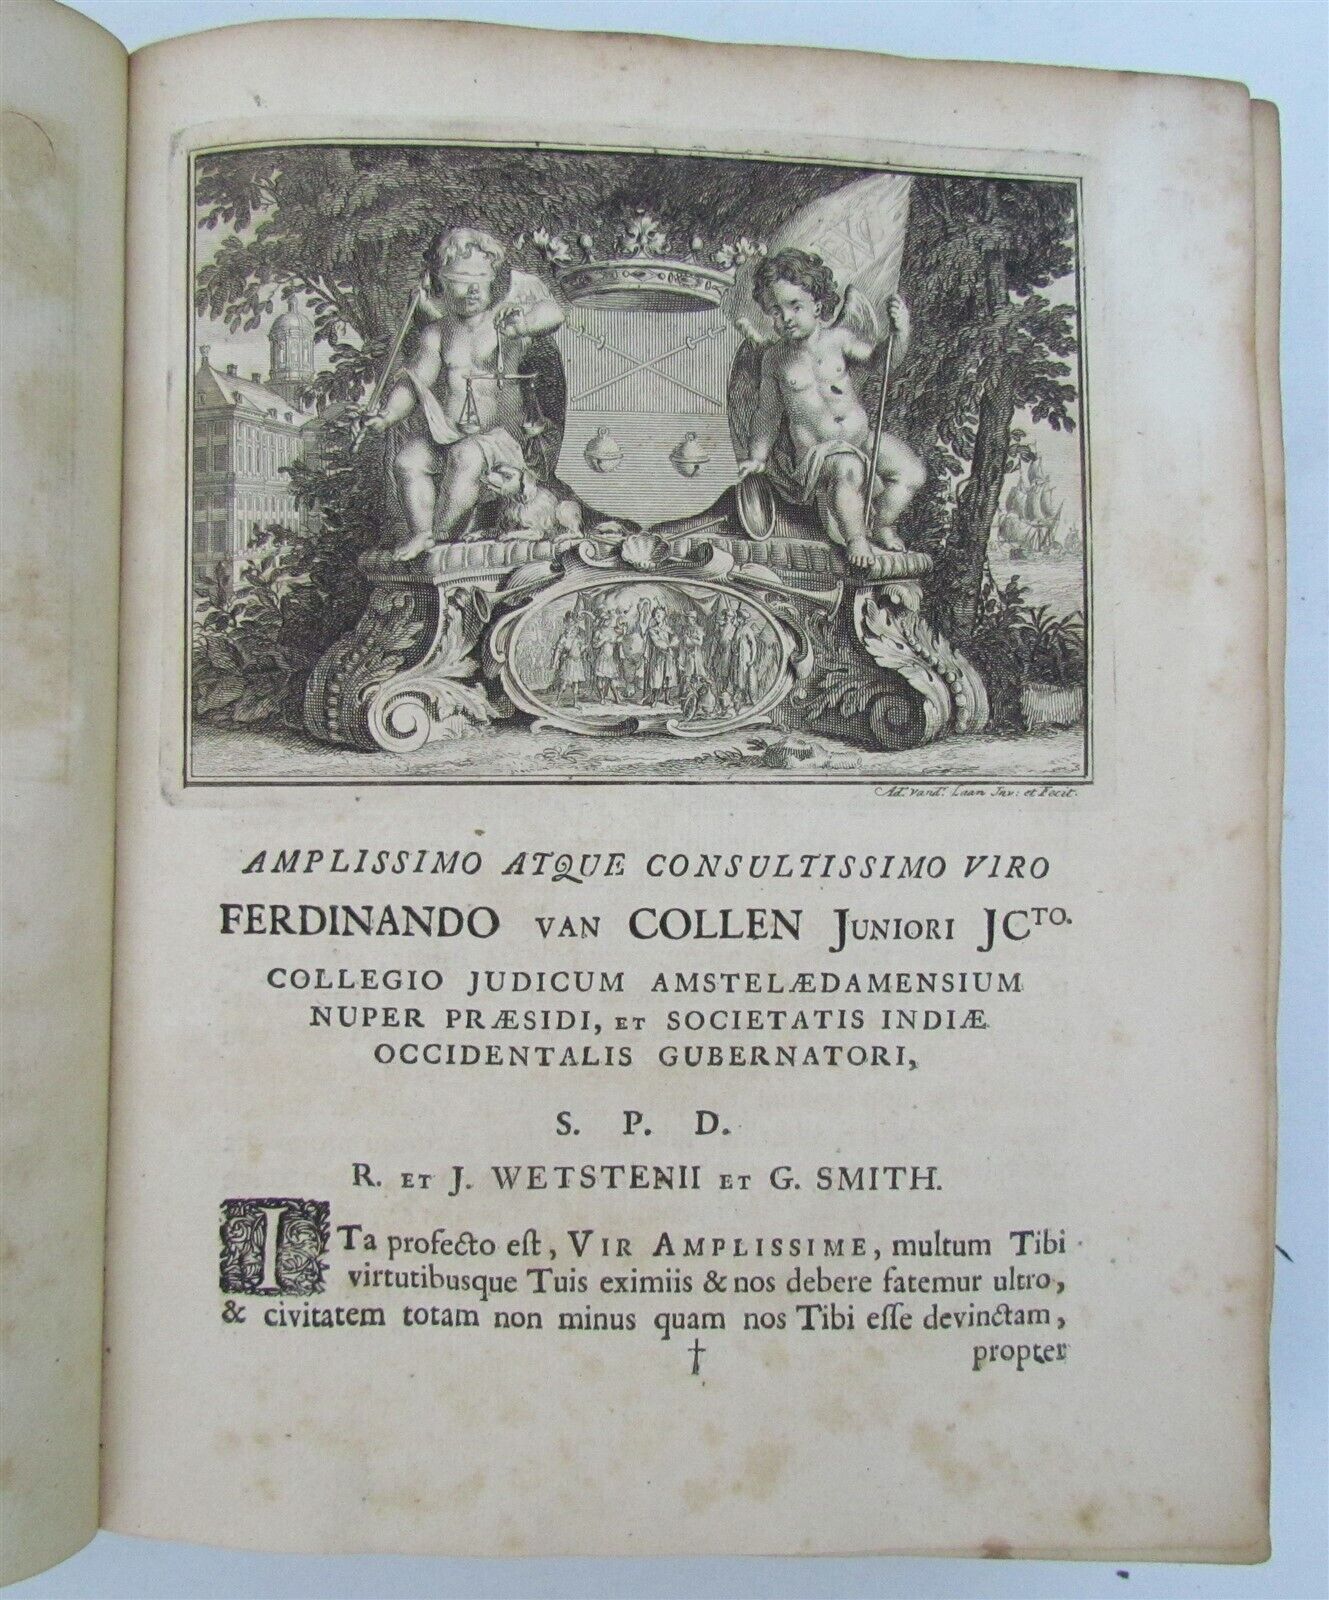 Ad. vand. Laan Inv: et Fecit.
AMPLISSIMO ATQUE CONSULTISSIMO VIRO
FERDINANDO VAN COLLEN JUNIORI JCTO.
COLLEGIO JUDICUM AMSTELÆDAMENSIUM
NUPER PRÆSIDI, ET SOCIETATIS INDIÆ
OCCIDENTALIS GUBERNATORI,
S. P. D.
R. ET J. WETSTENII ET G. SMITH.
ITa profecto eſt, VIR AMPLISSIME, multum Tibi
virtutibusque Tuis eximiis & nos debere fatemur ultro,
& civitatem totam non minus quam nos Tibi eſſe devinctam,
† propter